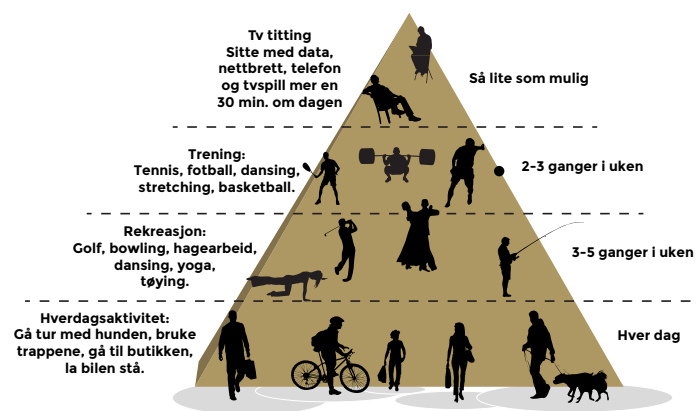 Tv titting
Sitte med data,
nettbrett, telefon
og tvspill mer en
30 min. om dagen
Så lite som mulig
Trening:
Tennis, fotball, dansing,
stretching, basketball.
2-3 ganger i uken
Rekreasjon:
Golf, bowling, hagearbeid,
dansing, yoga,
tøying.
3-5 ganger i uken
Hverdagsaktivitet:
Gå tur med hunden, bruke
trappene, gå til butikken,
la bilen stå.
Hver dag